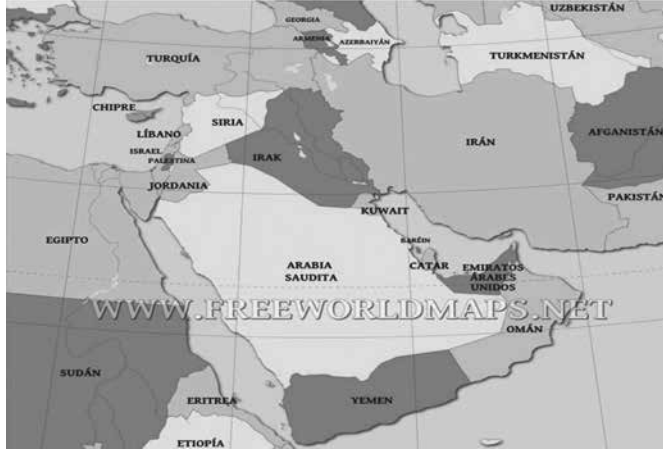 UZBEKISTÁN
GEORGIA
ARMENIA
AZERBAIYÁN
TURQUÍA
TURKMENISTÁN
CHIPRE
SIRIA
LÍBANO
AFGANISTÁN
IRÁN
ISRAEL
PALESTINA
IRAK
JORDANIA
PAKISTÁN
KUWAIT
EGIPTO
BARÉIN
ARABIA
SAUDITA
CATAR
EMIRATOS
ÁRABES
UNIDOS
WWW.FREEWORLDMAPS.NET
OMÁN
SUDÁN
ERITREA
YEMEN
ETIOPÍA